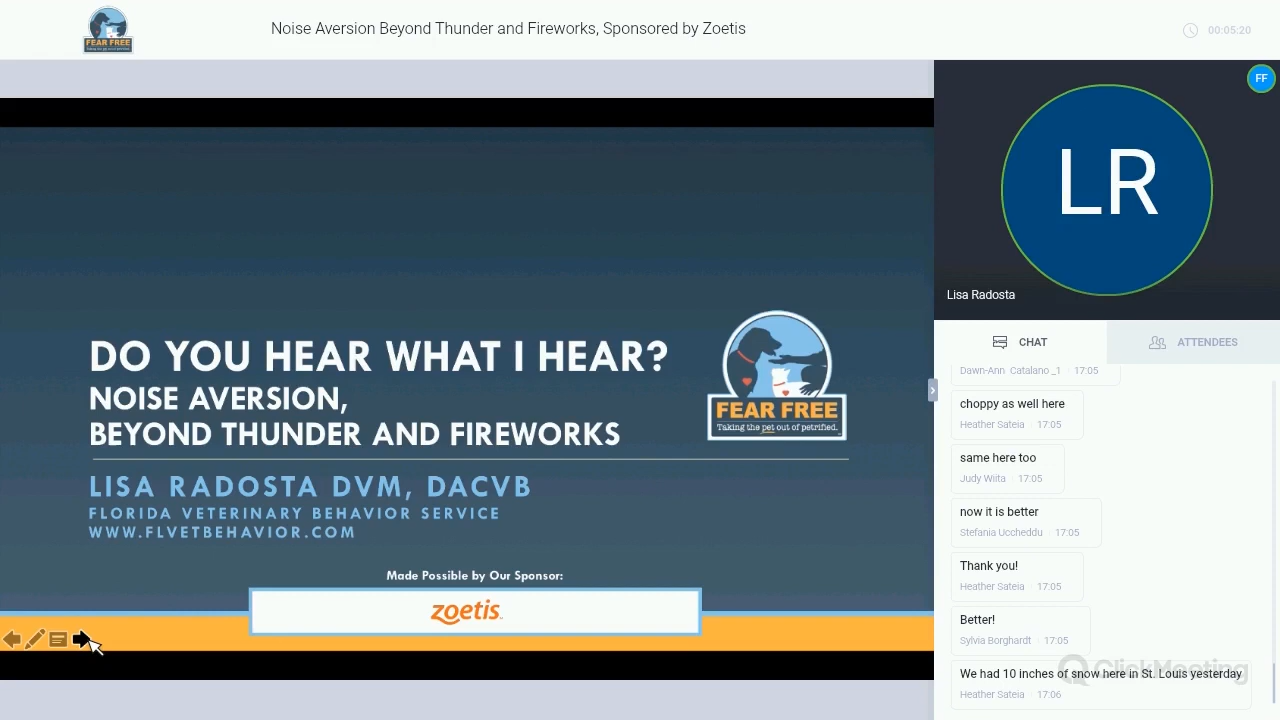 FEAR FREE
Noise Aversion Beyond Thunder and Fireworks, Sponsored by Zoetis
00:05:20
FF
LR
Lisa Radosta
DO YOU HEAR WHAT I HEAR?
NOISE AVERSION,
BEYOND THUNDER AND FIREWORKS
FEAR FREE
Taking the pet out of petrified.
LISA RADOSTA DVM, DACVB
FLORIDA VETERINARY BEHAVIOR SERVICE
WWW.FLVETBEHAVIOR.COM
Made Possible by Our Sponsor:
zoetis
CHAT
ATTENDEES
Dawn-Ann Catalano _1 17:05
choppy as well here
Heather Sateia 17:05
same here too
Judy Wiita 17:05
now it is better
Stefania Uccheddu 17:05
Thank you!
Heather Sateia 17:05
Better!
Sylvia Borghardt 17:05
ClickMeeting
We had 10 inches of snow here in St. Louis yesterday
Heather Sateia 17:06